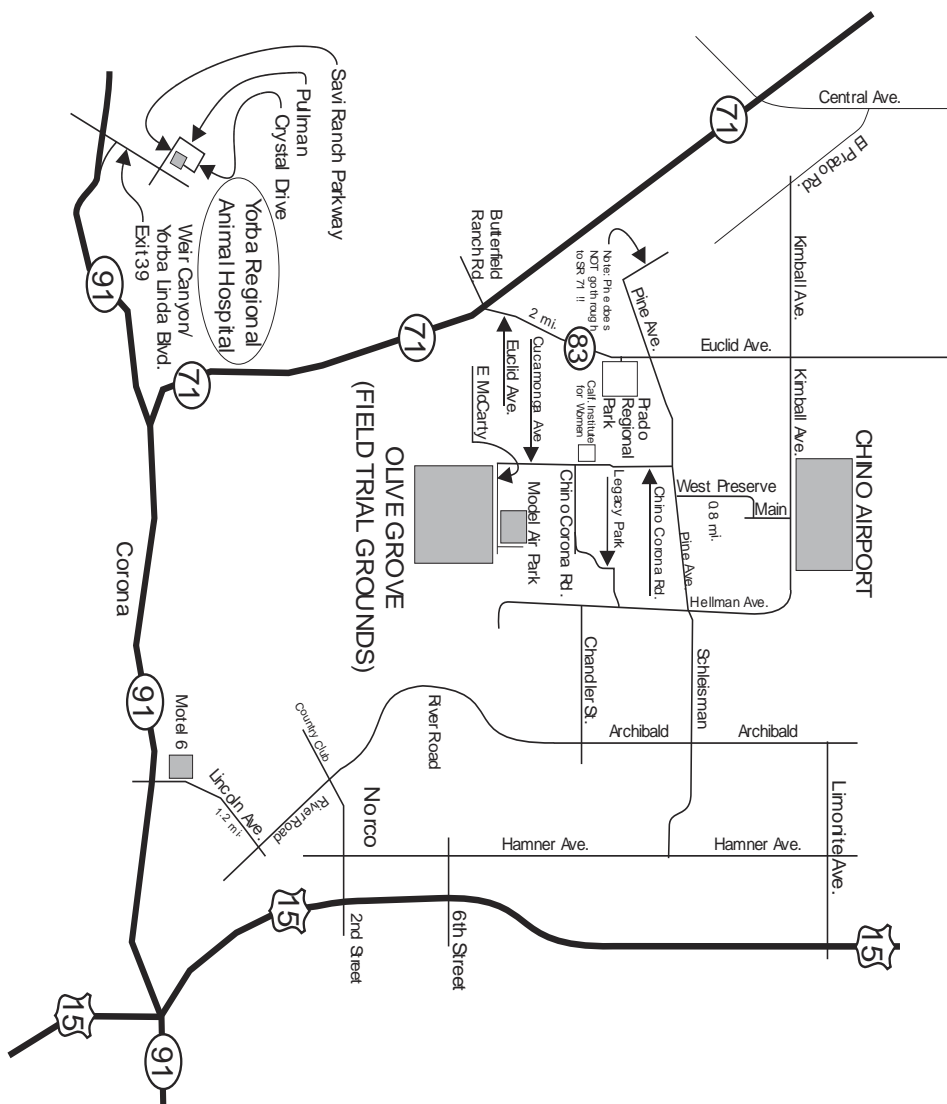 Central Ave.
El Prado Rd.
71
Kimball Ave.
Kimball Ave.
CHINO AIRPORT
Euclid Ave.
Pine Ave.
Note: Pine does
NOT go through
to SR 71 !!
Butterfield
Ranch Rd.
2 mi.
83
Prado
Regional
Park
Calif. Institute
for Women
Euclid Ave.
Cucamonga Ave
E McCarty
71
71
OLIVE GROVE
(FIELD TRIAL GROUNDS)
Model Air Park
Chino Corona Rd.
Legacy Park
Chino Corona Rd.
West Preserve
Main
0.8 mi.
Pine Ave
Hellman Ave.
Schleisman
Chandler St.
Archibald
Archibald
Limonite Ave.
River Road
Country Club
River Road
Norco
Hamner Ave.
Hamner Ave.
2nd Street
6th Street
15
15
15
Savi Ranch Parkway
Pullman
Crystal Drive
Yorba Regional
Animal Hospital
Weir Canyon/
Yorba Linda Blvd.
Exit 39
91
Corona
91
Motel 6
Lincoln Ave.
1.2 mi.
91